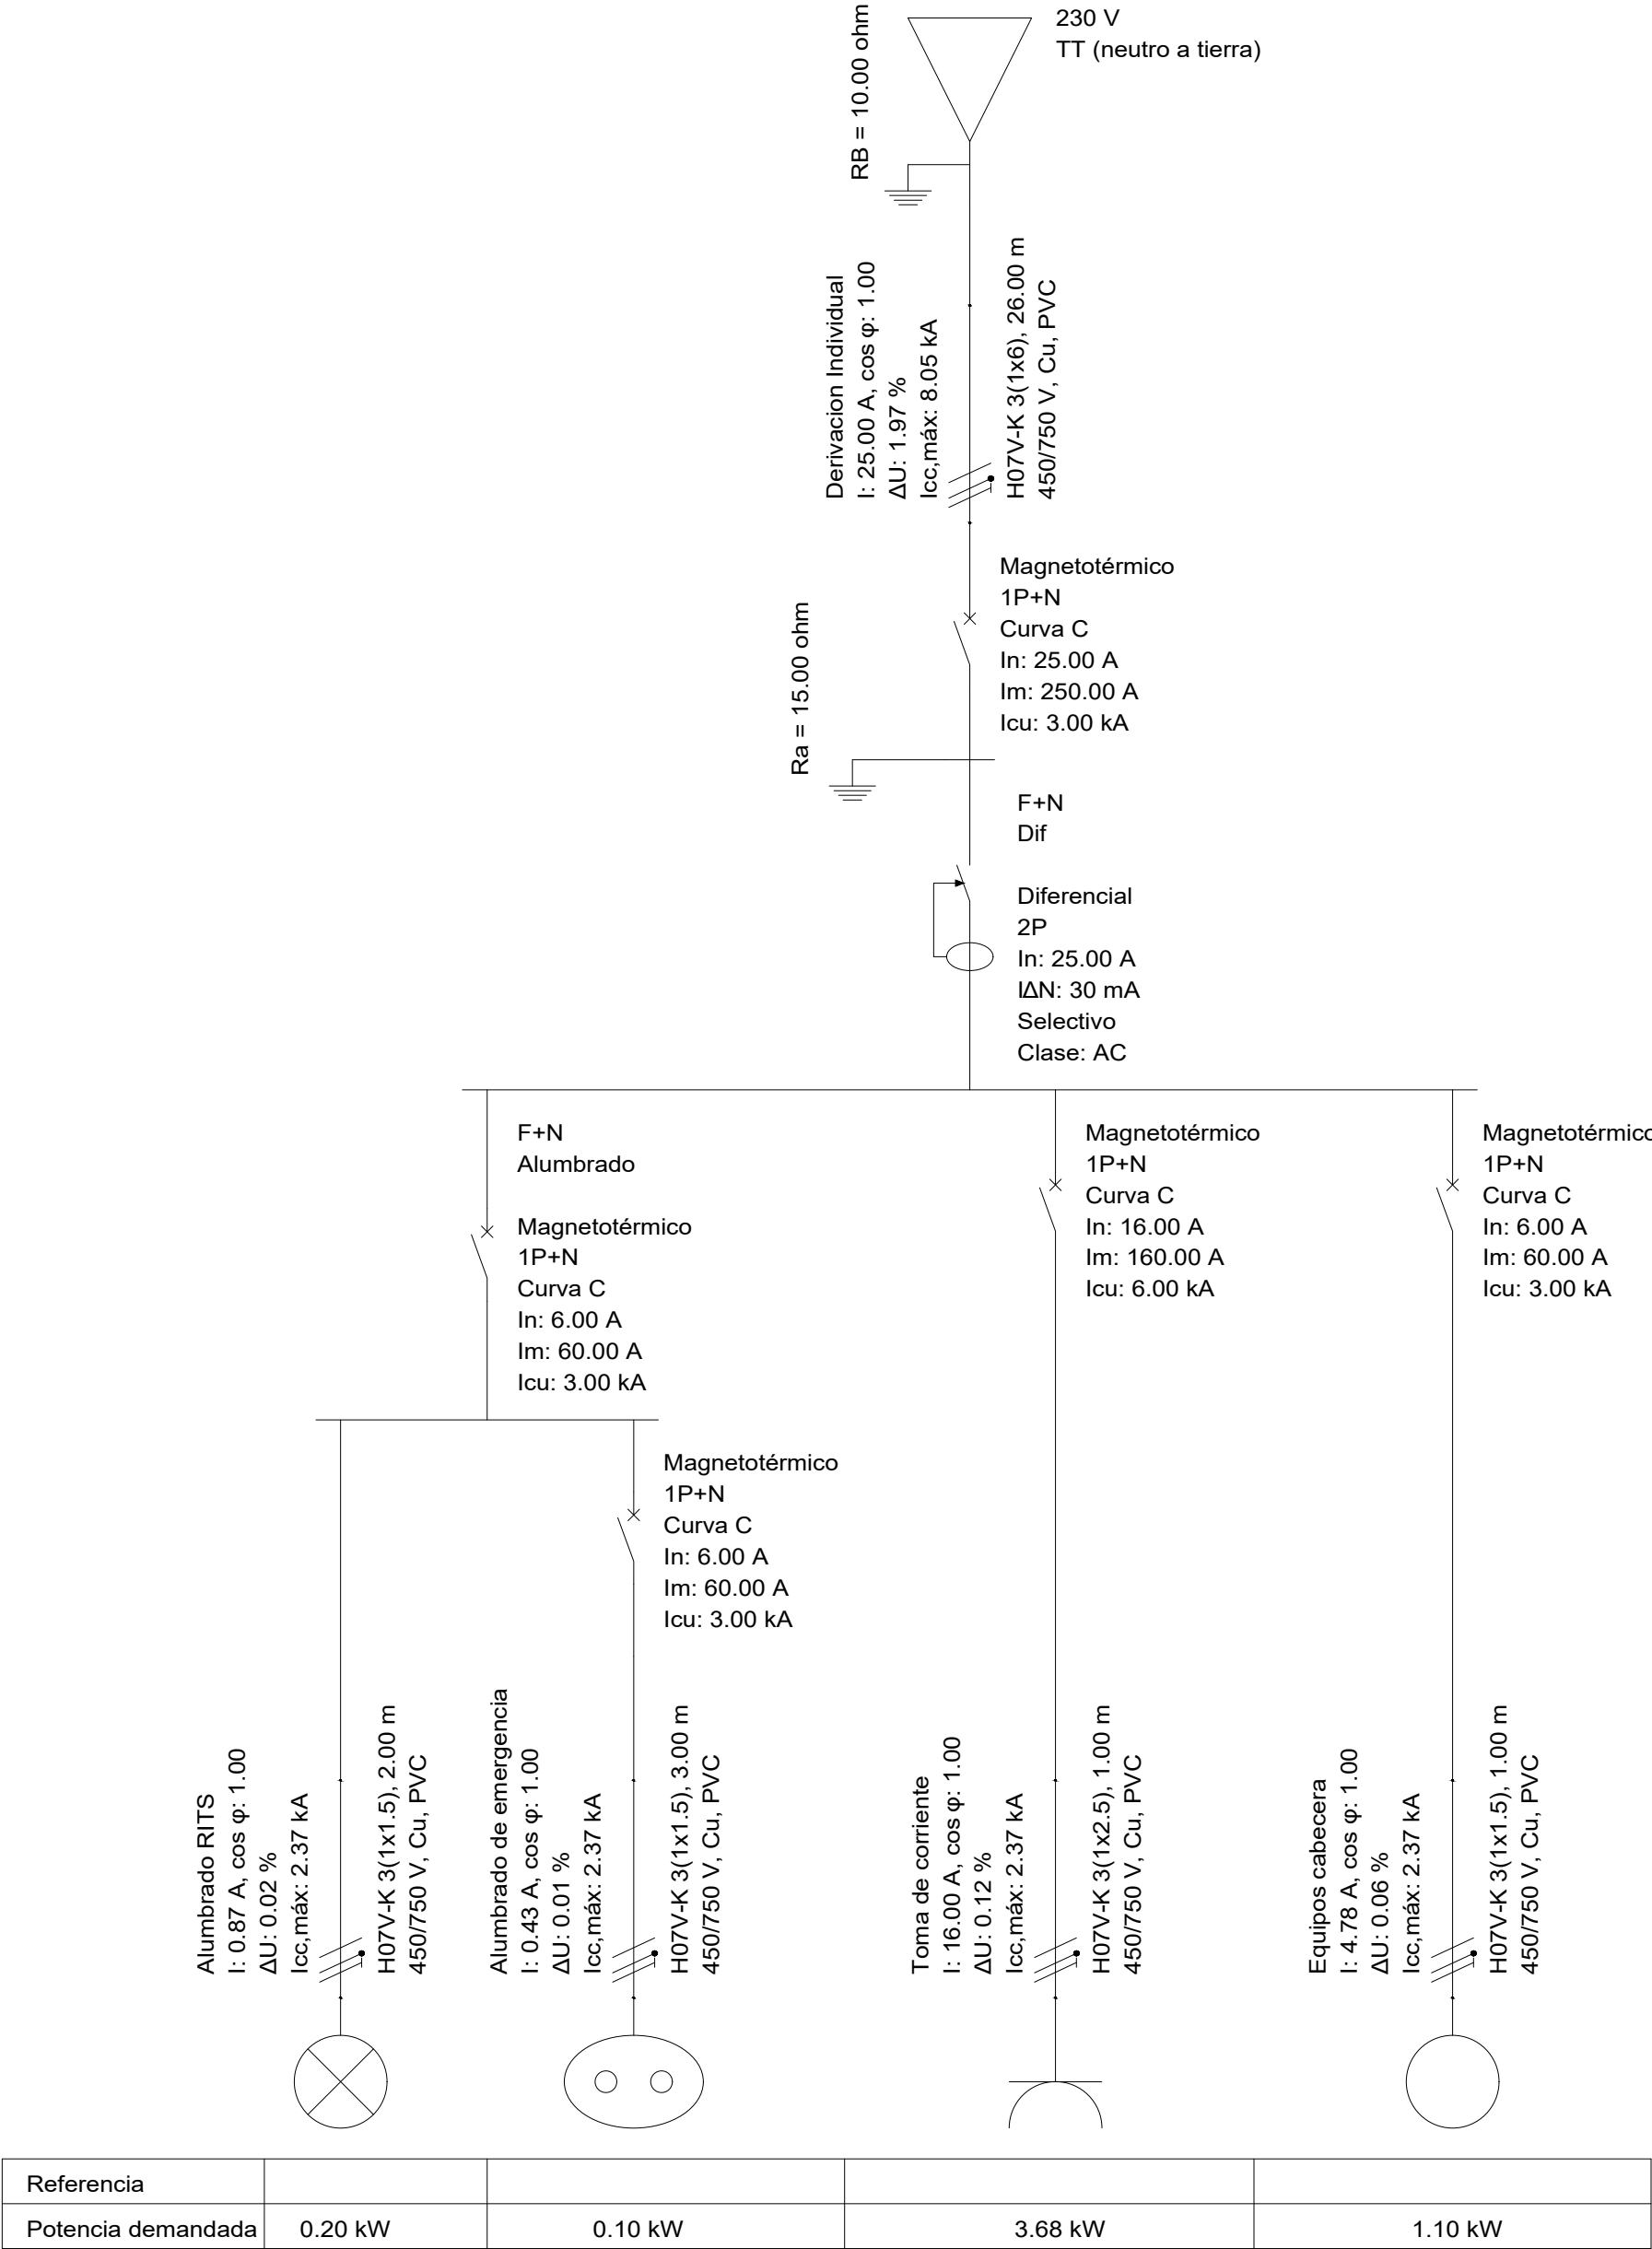 230 V
TT (neutro a tierra)
RB = 10.00 ohm
Derivacion Individual
I: 25.00 A, cos φ: 1.00
ΔU: 1.97 %
Icc,máx: 8.05 kA
H07V-K 3(1x6), 26.00 m
450/750 V, Cu, PVC
Magnetotérmico
1P+N
Curva C
In: 25.00 A
Im: 250.00 A
Icu: 3.00 kA
Ra = 15.00 ohm
F+N
Dif
Diferencial
2P
In: 25.00 A
IΔN: 30 mA
Selectivo
Clase: AC
F+N
Alumbrado
Magnetotérmico
1P+N
Curva C
In: 6.00 A
Im: 60.00 A
Icu: 3.00 kA
Magnetotérmico
1P+N
Curva C
In: 16.00 A
Im: 160.00 A
Icu: 6.00 kA
Magnetotérmico
1P+N
Curva C
In: 6.00 A
Im: 60.00 A
Icu: 3.00 kA
Magnetotérmico
1P+N
Curva C
In: 6.00 A
Im: 60.00 A
Icu: 3.00 kA
Alumbrado RITS
I: 0.87 A, cos φ: 1.00
ΔU: 0.02 %
Icc,máx: 2.37 kA
H07V-K 3(1x1.5), 2.00 m
450/750 V, Cu, PVC
Alumbrado de emergencia
I: 0.43 A, cos φ: 1.00
ΔU: 0.01 %
Icc,máx: 2.37 kA
H07V-K 3(1x1.5), 3.00 m
450/750 V, Cu, PVC
Toma de corriente
I: 16.00 A, cos φ: 1.00
ΔU: 0.12 %
Icc,máx: 2.37 kA
H07V-K 3(1x2.5), 1.00 m
450/750 V, Cu, PVC
Equipos cabecera
I: 4.78 A, cos φ: 1.00
ΔU: 0.06 %
Icc,máx: 2.37 kA
H07V-K 3(1x1.5), 1.00 m
450/750 V, Cu, PVC
Referencia
Potencia demandada 0.20 kW 0.10 kW 3.68 kW 1.10 kW